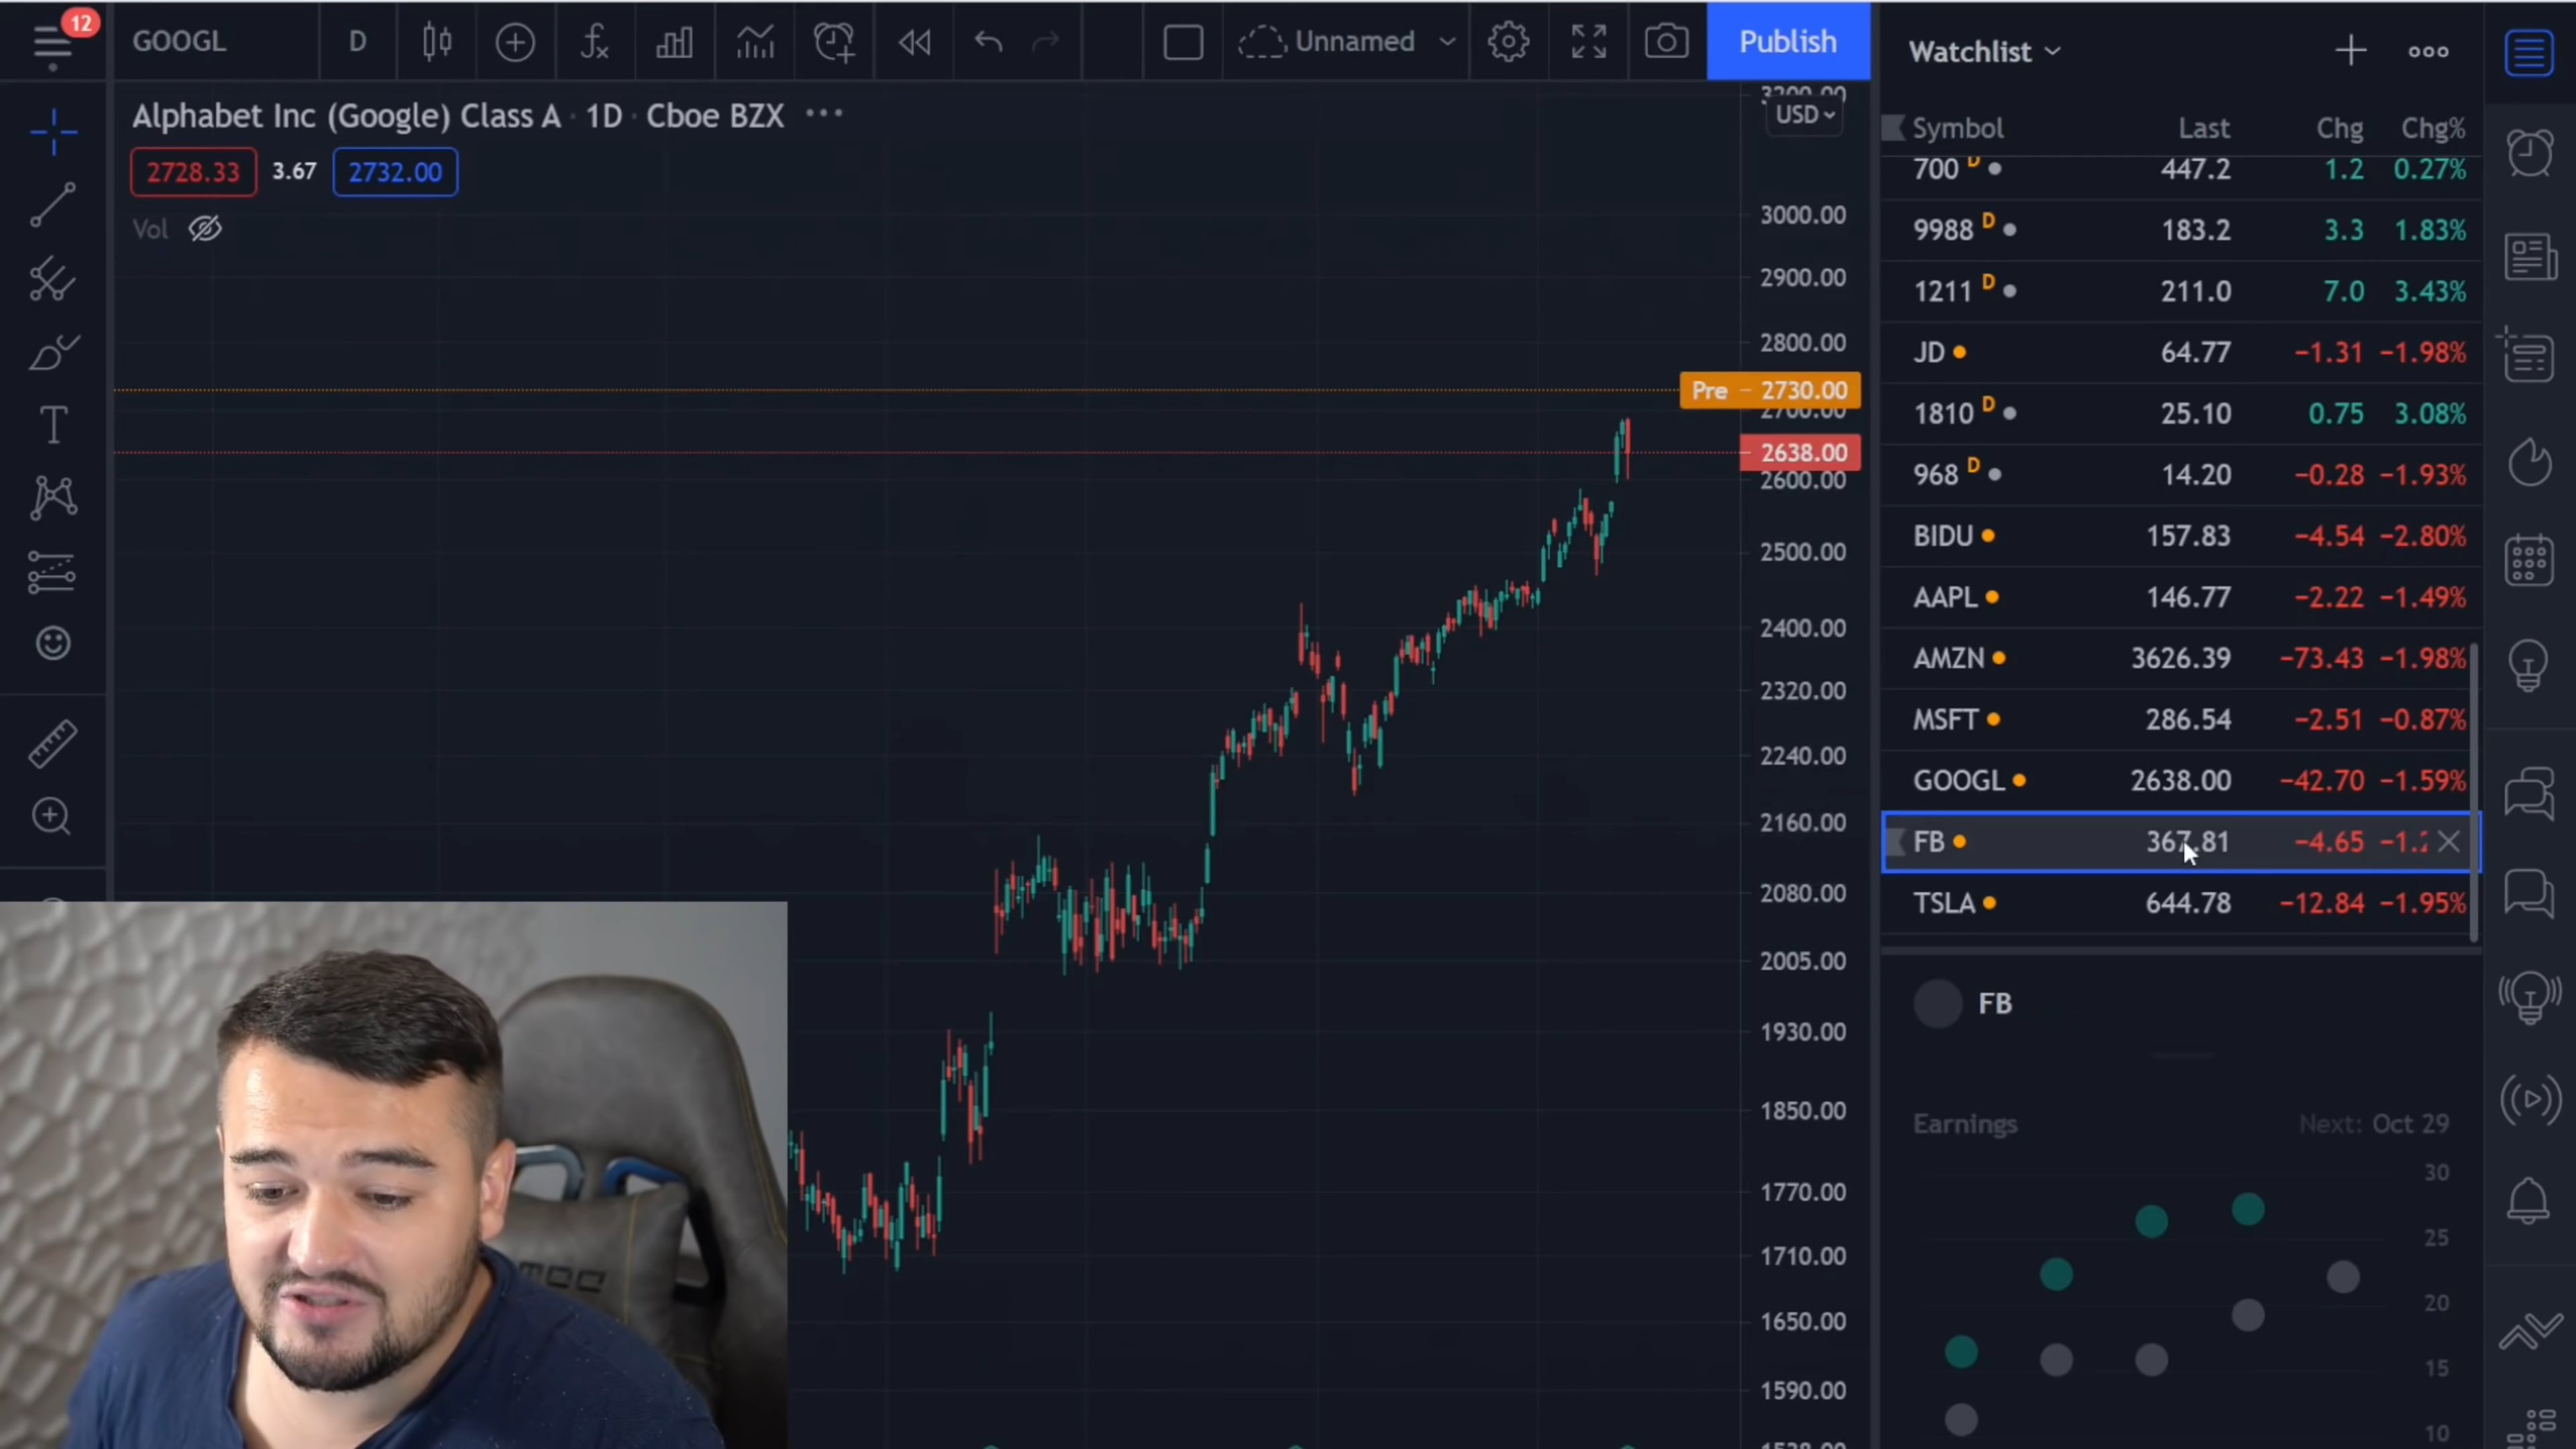 12
GOOGL D Unnamed Publish
Watchlist
Alphabet Inc (Google) Class A · 1D · Cboe BZX ···
USD
2728.33 3.67 2732.00
Vol
3200.00
3000.00
2900.00
2800.00
Pre - 2730.00
2700.00
2638.00
2600.00
2500.00
2400.00
2320.00
2240.00
2160.00
2080.00
2005.00
1930.00
1850.00
1770.00
1710.00
1650.00
1590.00
Symbol Last Chg Chg%
700 D 447.2 1.2 0.27%
9988 D 183.2 3.3 1.83%
1211 D 211.0 7.0 3.43%
JD 64.77 −1.31 −1.98%
1810 D 25.10 0.75 3.08%
968 D 14.20 −0.28 −1.93%
BIDU 157.83 −4.54 −2.80%
AAPL 146.77 −2.22 −1.49%
AMZN 3626.39 −73.43 −1.98%
MSFT 286.54 −2.51 −0.87%
GOOGL 2638.00 −42.70 −1.59%
FB 367.81 −4.65 −1.2
TSLA 644.78 −12.84 −1.95%
FB
Earnings Next: Oct 29
30
25
20
15
10